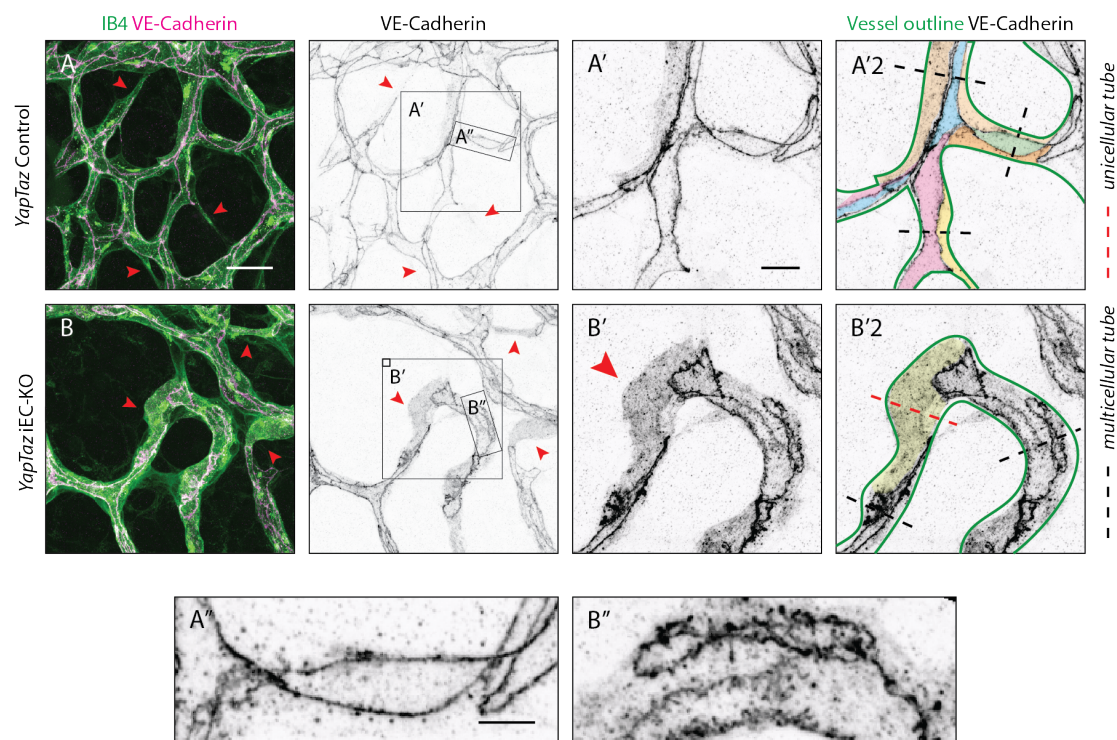 IB4 VE-Cadherin
VE-Cadherin
Vessel outline VE-Cadherin
YapTaz Control
A
A'
A"
A'
A'2
unicellular tube
YapTaz iEC-KO
B
B'
B"
B'
B'2
multicellular tube
A"
B"